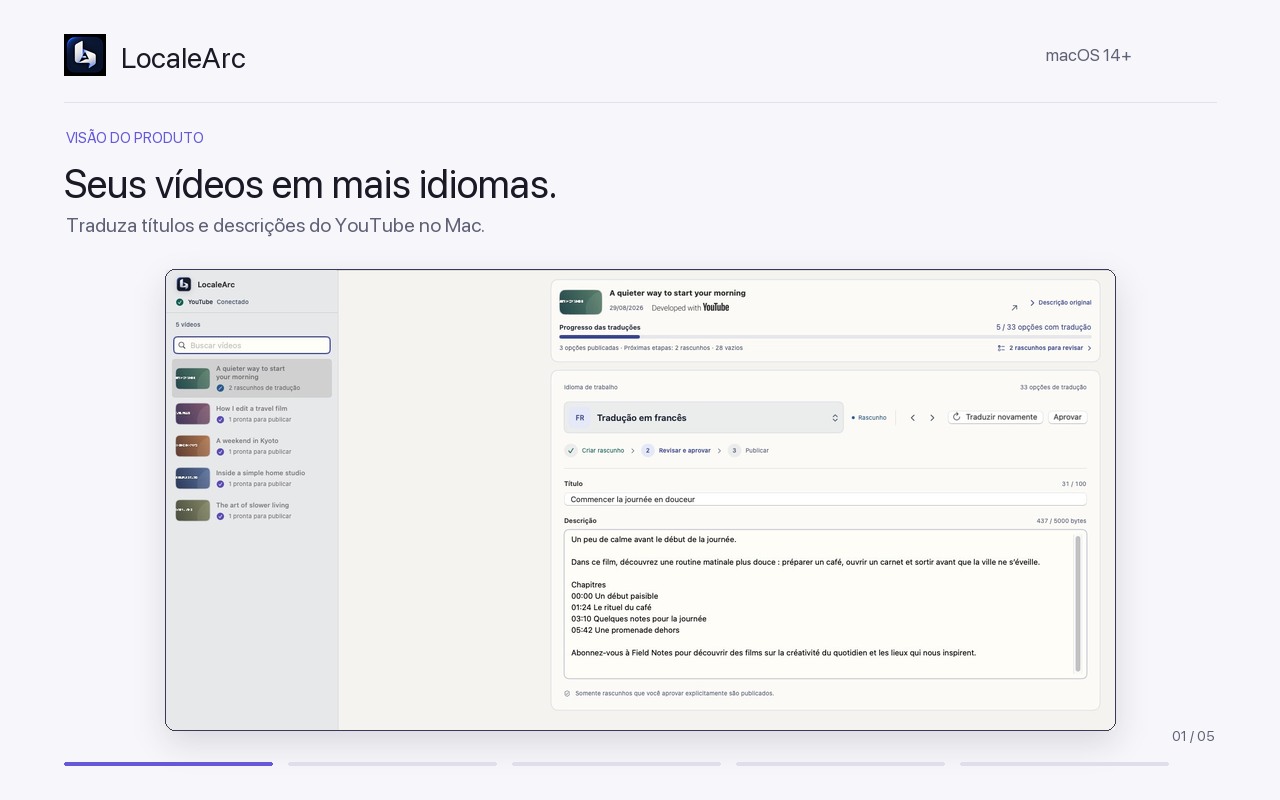 LocaleArc
macOS 14+
VISÃO DO PRODUTO
Seus vídeos em mais idiomas.
Traduza títulos e descrições do YouTube no Mac.
LocaleArc
YouTube Conectado
5 vídeos
Buscar vídeos
A quieter way to start
your morning
2 rascunhos de tradução
How I edit a travel film
1 pronta para publicar
A weekend in Kyoto
1 pronta para publicar
Inside a simple home studio
1 pronta para publicar
The art of slower living
1 pronta para publicar
A quieter way to start your morning
29/08/2026 Developed with YouTube
Descrição original
Progresso das traduções
5 / 33 opções com tradução
3 opções publicadas · Próximas etapas: 2 rascunhos · 28 vazios
2 rascunhos para revisar
Idioma de trabalho
33 opções de tradução
FR Tradução em francês
Rascunho
Traduzir novamente
Aprovar
Criar rascunho
2 Revisar e aprovar
3 Publicar
Título
31 / 100
Commencer la journée en douceur
Descrição
437 / 5000 bytes
Un peu de calme avant le début de la journée.
Dans ce film, découvrez une routine matinale plus douce : préparer un café, ouvrir un carnet et sortir avant que la ville ne s'éveille.
Chapitres
00:00 Un début paisible
01:24 Le rituel du café
03:10 Quelques notes pour la journée
05:42 Une promenade dehors
Abonnez-vous à Field Notes pour découvrir des films sur la créativité du quotidien et les lieux qui nous inspirent.
Somente rascunhos que você aprovar explicitamente são publicados.
01 / 05